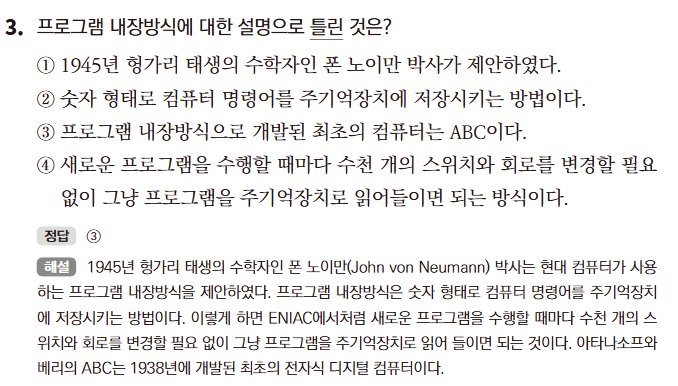 3. 프로그램 내장방식에 대한 설명으로 틀린 것은?
① 1945년 헝가리 태생의 수학자인 폰 노이만 박사가 제안하였다.
② 숫자 형태로 컴퓨터 명령어를 주기억장치에 저장시키는 방법이다.
③ 프로그램 내장방식으로 개발된 최초의 컴퓨터는 ABC이다.
④ 새로운 프로그램을 수행할 때마다 수천 개의 스위치와 회로를 변경할 필요
없이 그냥 프로그램을 주기억장치로 읽어들이면 되는 방식이다.
정답 ③
해설 1945년 헝가리 태생의 수학자인 폰 노이만(John von Neumann) 박사는 현대 컴퓨터가 사용
하는 프로그램 내장방식을 제안하였다. 프로그램 내장방식은 숫자 형태로 컴퓨터 명령어를 주기억장치
에 저장시키는 방법이다. 이렇게 하면 ENIAC에서처럼 새로운 프로그램을 수행할 때마다 수천 개의 스
위치와 회로를 변경할 필요 없이 그냥 프로그램을 주기억장치로 읽어 들이면 되는 것이다. 아타나소프와
베리의 ABC는 1938년에 개발된 최초의 전자식 디지털 컴퓨터이다.